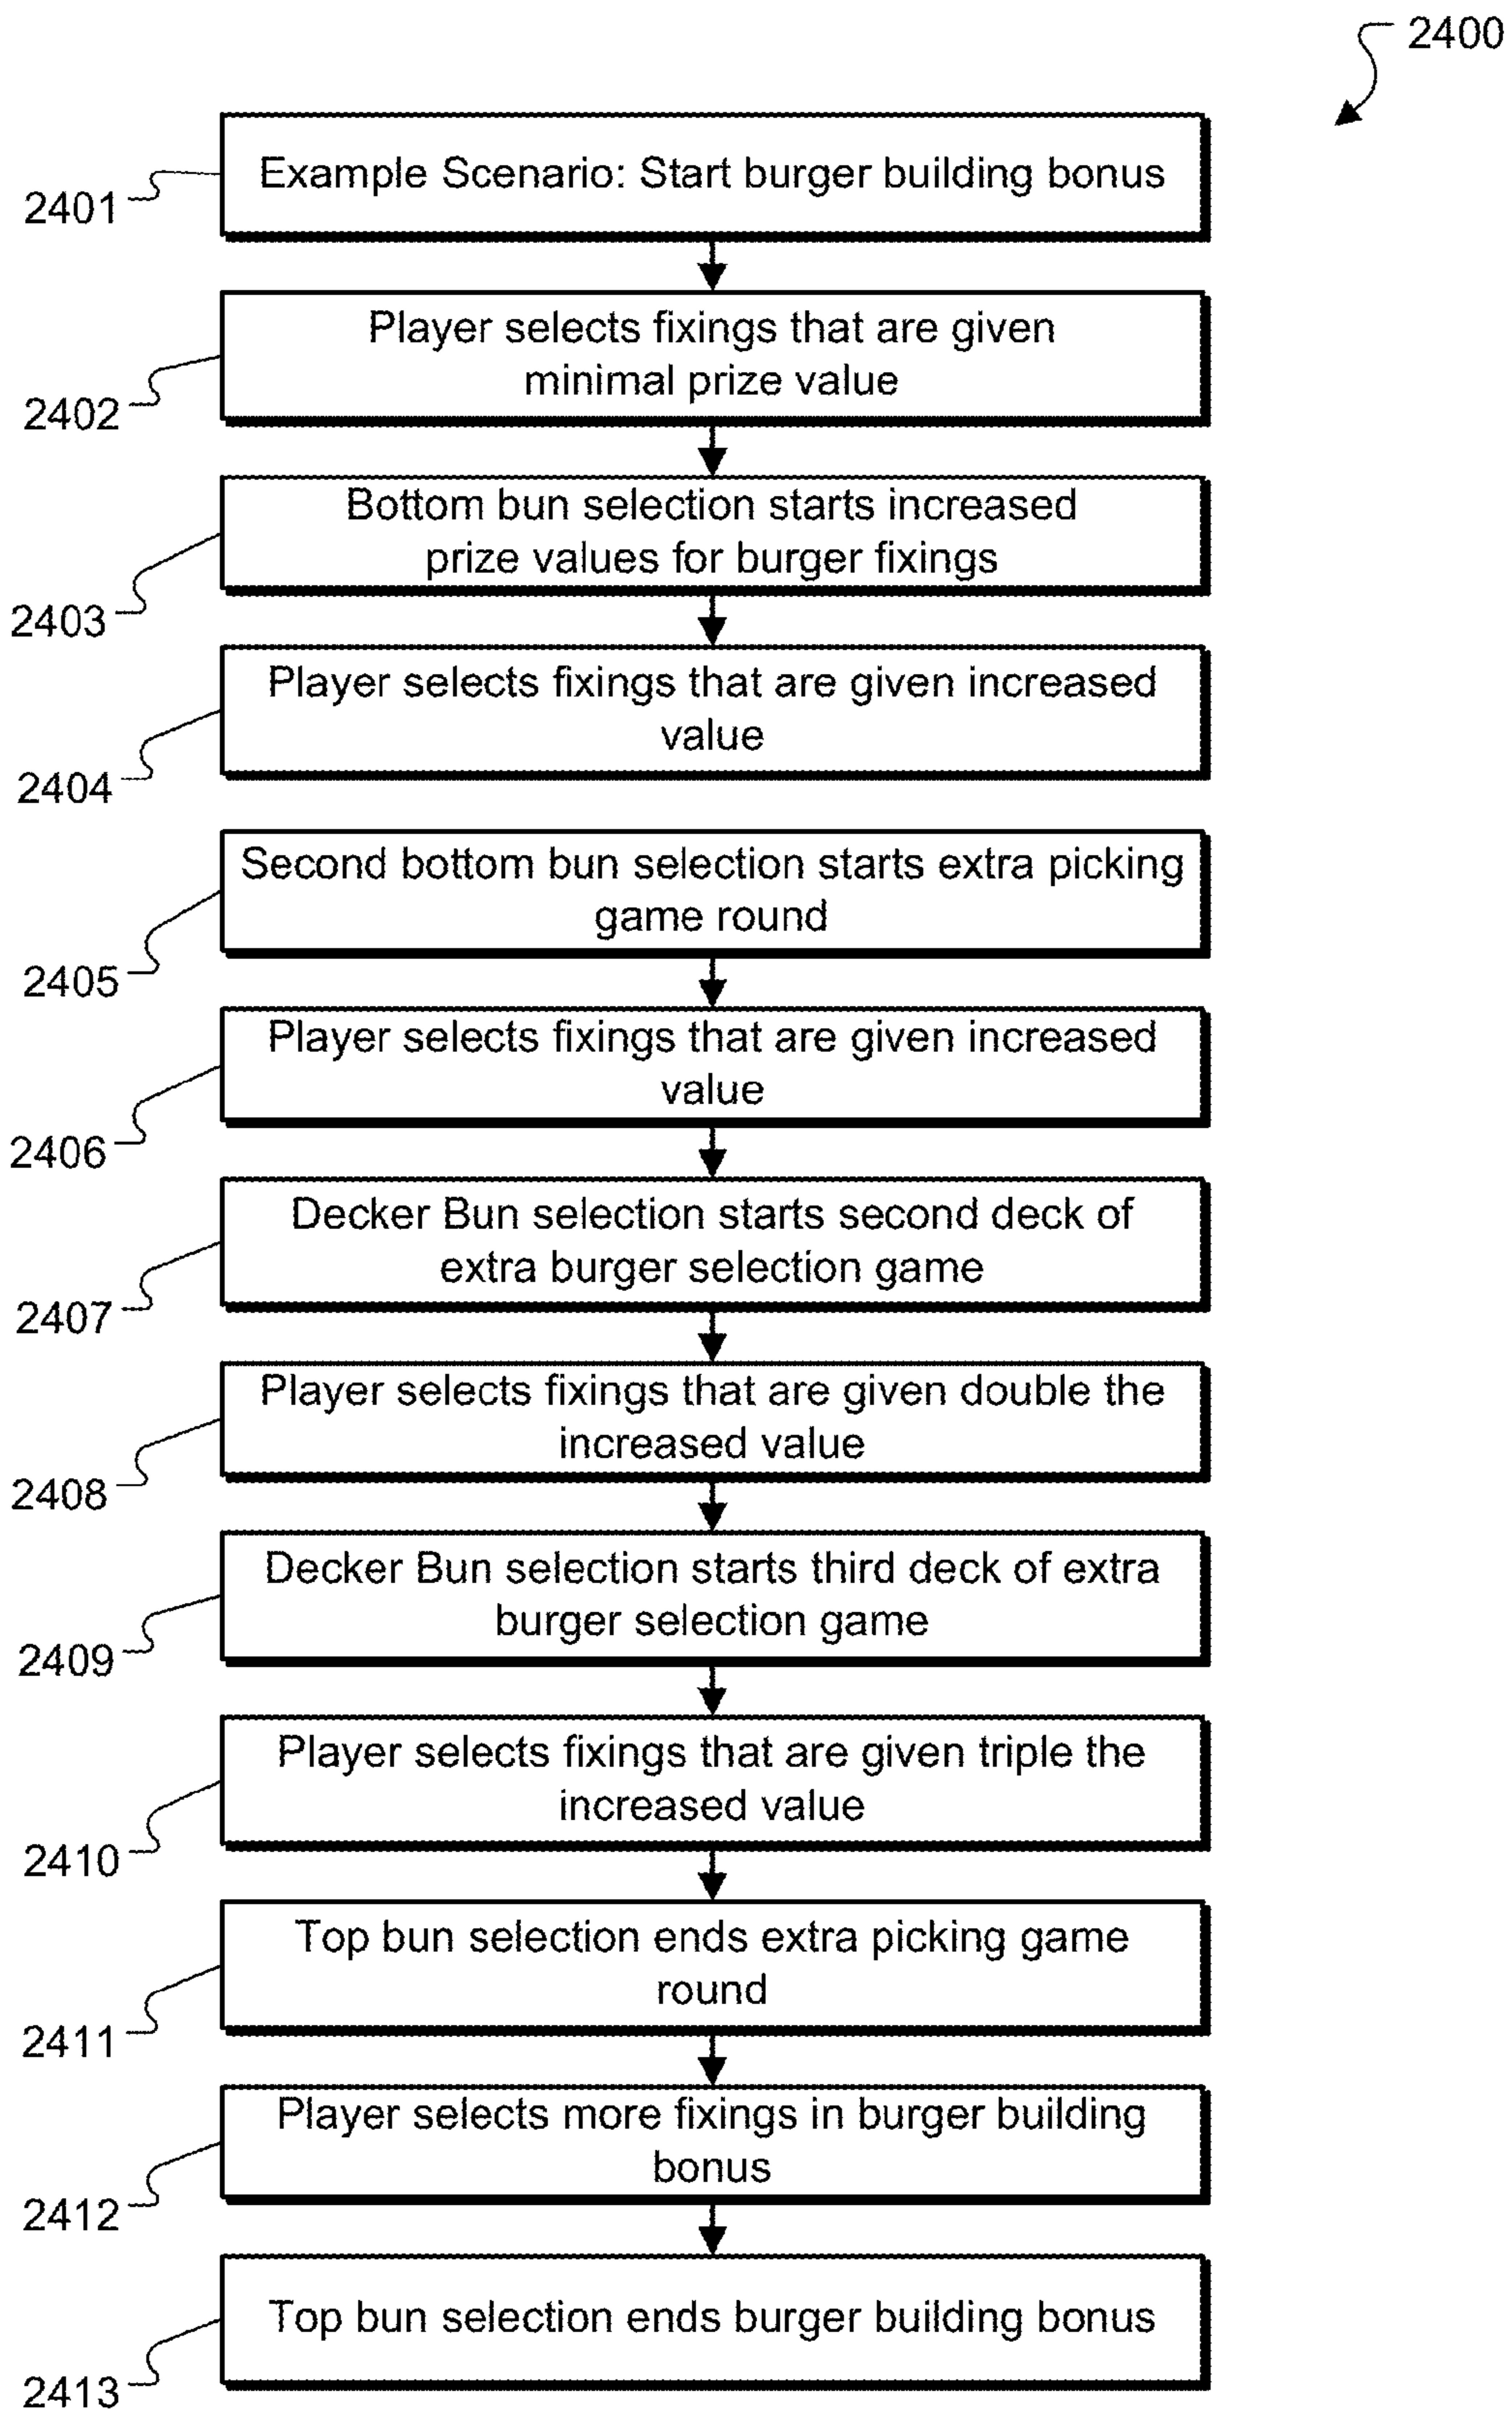 2400
Example Scenario: Start burger building bonus
2401
Player selects fixings that are given
minimal prize value
2402
Bottom bun selection starts increased
prize values for burger fixings
2403
Player selects fixings that are given increased
value
2404
Second bottom bun selection starts extra picking
game round
2405
Player selects fixings that are given increased
value
2406
Decker Bun selection starts second deck of
extra burger selection game
2407
Player selects fixings that are given double the
increased value
2408
Decker Bun selection starts third deck of extra
burger selection game
2409
Player selects fixings that are given triple the
increased value
2410
Top bun selection ends extra picking game
round
2411
Player selects more fixings in burger building
bonus
2412
Top bun selection ends burger building bonus
2413